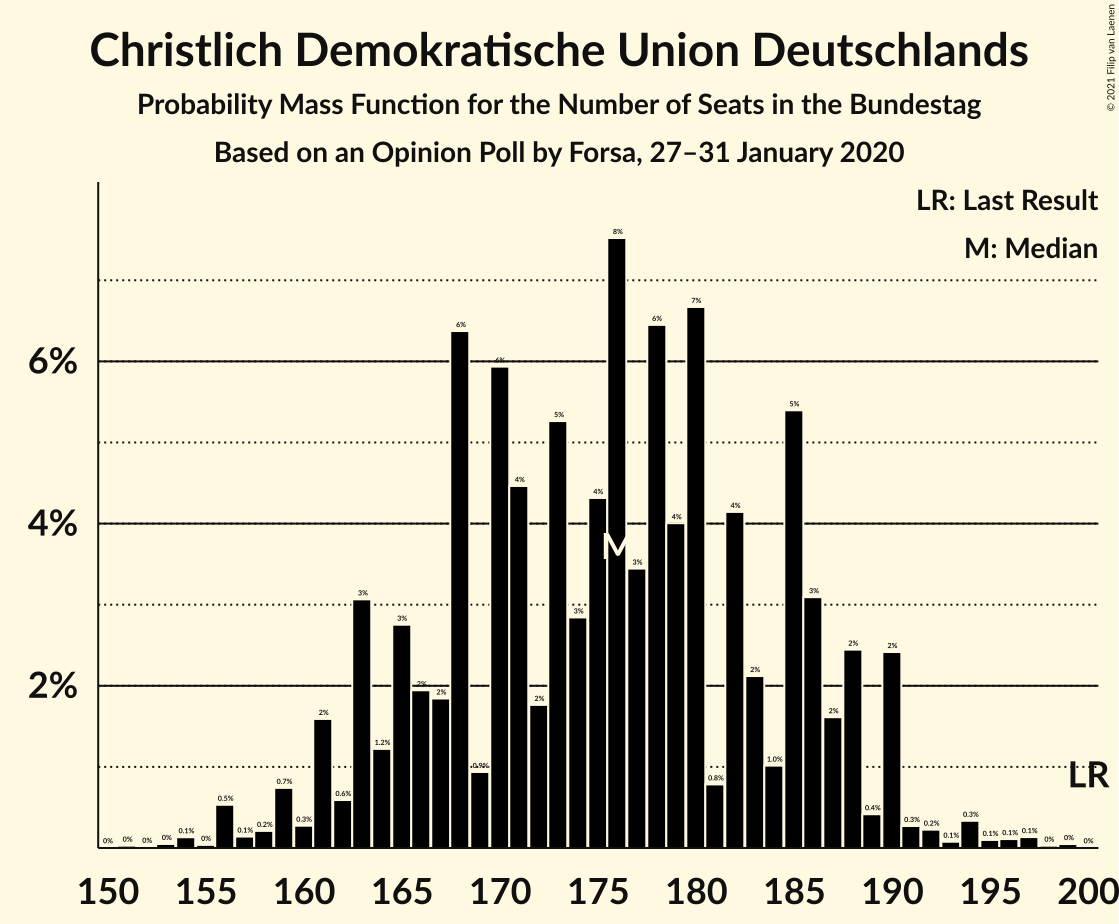 Christlich Demokratische Union Deutschlands
Probability Mass Function for the Number of Seats in the Bundestag
Based on an Opinion Poll by Forsa, 27–31 January 2020
© 2021 Filip van Laenen
LR: Last Result
M: Median
6%
4%
2%
0% 0% 0% 0% 0.1% 0% 0.5% 0.1% 0.2% 0.7% 0.3% 2% 0.6% 3% 1.2% 3% 2% 2% 6% 0.9% 6% 4% 2% 5% 3% 4% 8% 3% 6% 4% 7% 0.8% 4% 2% 1.0% 5% 3% 2% 2% 0.4% 2% 0.3% 0.2% 0.1% 0.3% 0.1% 0.1% 0.1% 0% 0% 0%
M
LR
150 155 160 165 170 175 180 185 190 195 200